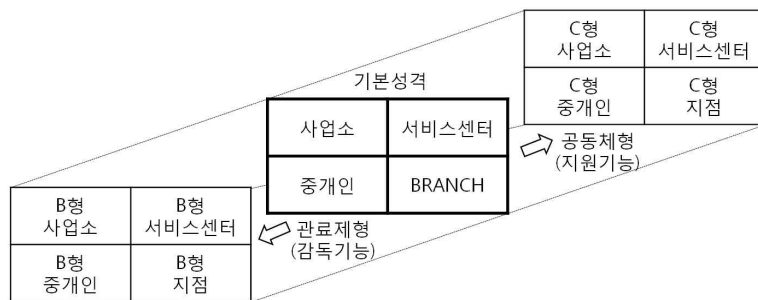 C형
사업소
C형
서비스센터
C형
중개인
C형
지점
기본성격
사업소
서비스센터
중개인
BRANCH
공동체형
(지원기능)
관료제형
(감독기능)
B형
사업소
B형
서비스센터
B형
중개인
B형
지점